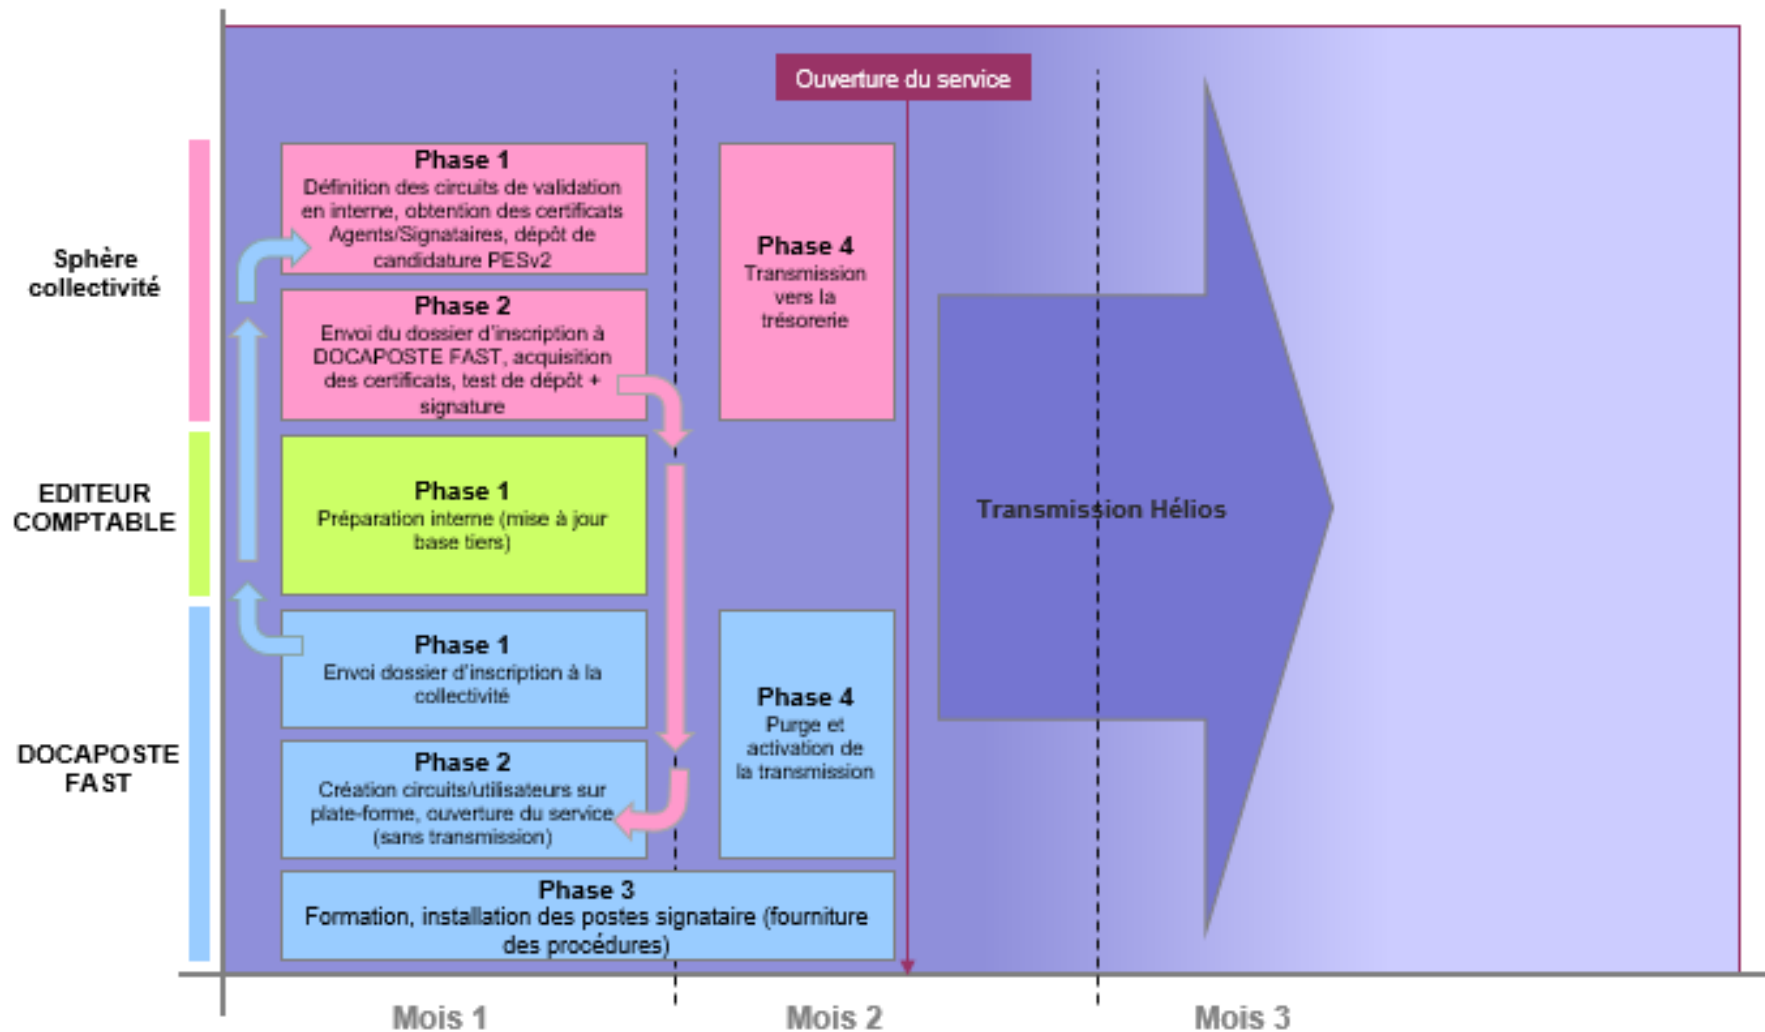 Ouverture du service
Phase 1
Définition des circuits de validation
en interne, obtention des certificats
Agents/Signataires, dépôt de
candidature PESv2
Phase 2
Envoi du dossier d'inscription à
DOCAPOSTE FAST, acquisition
des certificats, test de dépôt +
signature
Phase 4
Transmission
vers la
trésorerie
Sphère
collectivité
EDITEUR
COMPTABLE
Phase 1
Préparation interne (mise à jour
base tiers)
Transmission Hélios
DOCAPOSTE
FAST
Phase 1
Envoi dossier d'inscription à la
collectivité
Phase 2
Création circuits/utilisateurs sur
plate-forme, ouverture du service
(sans transmission)
Phase 4
Purge et
activation de
la transmission
Phase 3
Formation, installation des postes signataire (fourniture
des procédures)
Mois 1
Mois 2
Mois 3